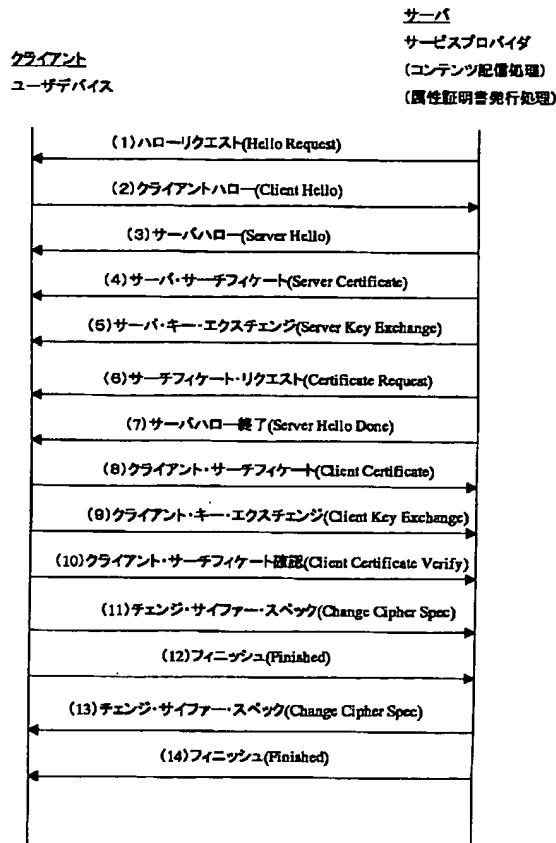 クライアント
ユーザデバイス
サーバ
サービスプロバイダ
(コンテンツ配信処理)
(属性証明書発行処理)
(1)ハローリクエスト(Hello Request)
(2)クライアントハロー(Client Hello)
(3)サーバハロー(Server Hello)
(4)サーバ・サーチフィケート(Server Certificate)
(5)サーバ・キー・エクスチェンジ(Server Key Exchange)
(6)サーチフィケート・リクエスト(Certificate Request)
(7)サーバハロー終了(Server Hello Done)
(8)クライアント・サーチフィケート(Client Certificate)
(9)クライアント・キー・エクスチェンジ(Client Key Exchange)
(10)クライアント・サーチフィケート確認(Client Certificate Verify)
(11)チェンジ・サイファー・スペック(Change Cipher Spec)
(12)フィニッシュ(Finished)
(13)チェンジ・サイファー・スペック(Change Cipher Spec)
(14)フィニッシュ(Finished)